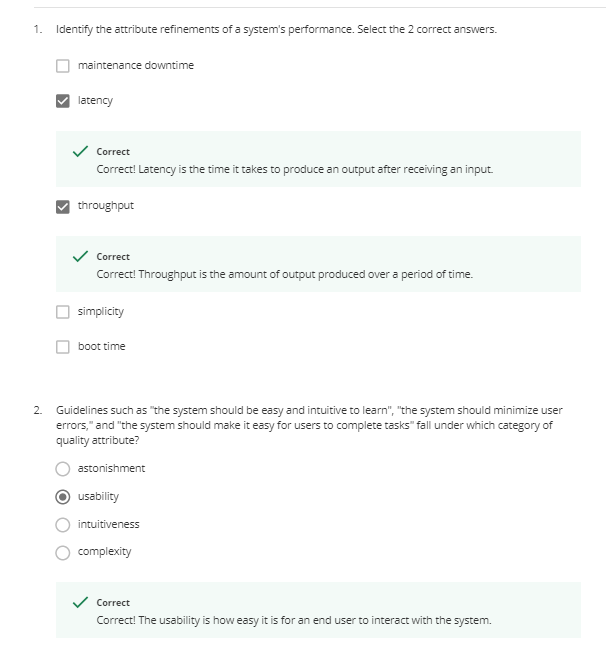 1. Identify the attribute refinements of a system's performance. Select the 2 correct answers.
maintenance downtime
latency
Correct
Correct! Latency is the time it takes to produce an output after receiving an input.
throughput
Correct
Correct! Throughput is the amount of output produced over a period of time.
simplicity
boot time
2. Guidelines such as "the system should be easy and intuitive to learn", "the system should minimize user
errors," and "the system should make it easy for users to complete tasks" fall under which category of
quality attribute?
astonishment
usability
intuitiveness
complexity
Correct
Correct! The usability is how easy it is for an end user to interact with the system.